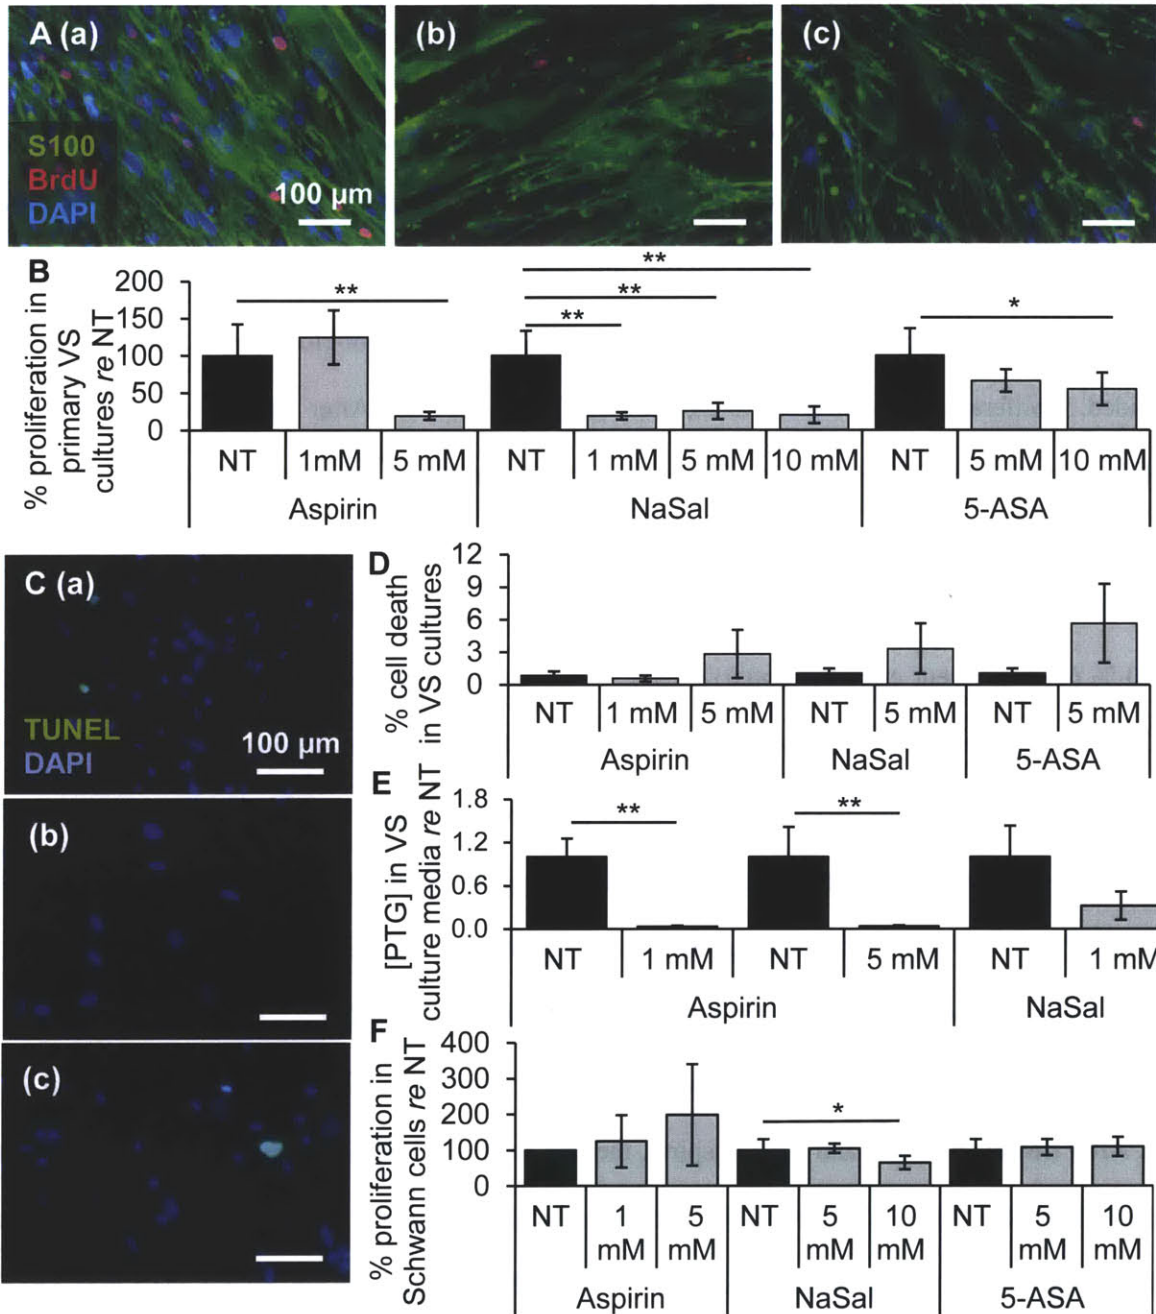 A (a)
(b)
(c)
S100
BrdU
DAPI
100 µm
B
% proliferation in
primary VS
cultures re NT
200
150
100
50
0
**
**
**
**
*
NT
1mM
5 mM
NT
1 mM
5 mM
10 mM
NT
5 mM
10 mM
Aspirin
NaSal
5-ASA
C (a)
TUNEL
DAPI
100 µm
(b)
(c)
D
% cell death
in VS cultures
12
9
6
3
0
NT
1 mM
5 mM
NT
5 mM
NT
5 mM
Aspirin
NaSal
5-ASA
E
[PTG] in VS
culture media re NT
1.8
1.2
0.6
0.0
**
**
NT
1 mM
NT
5 mM
NT
1 mM
Aspirin
NaSal
F
% proliferation in
Schwann cells re NT
400
300
200
100
0
*
NT
1
mM
5
mM
NT
5
mM
10
mM
NT
5
mM
10
mM
Aspirin
NaSal
5-ASA